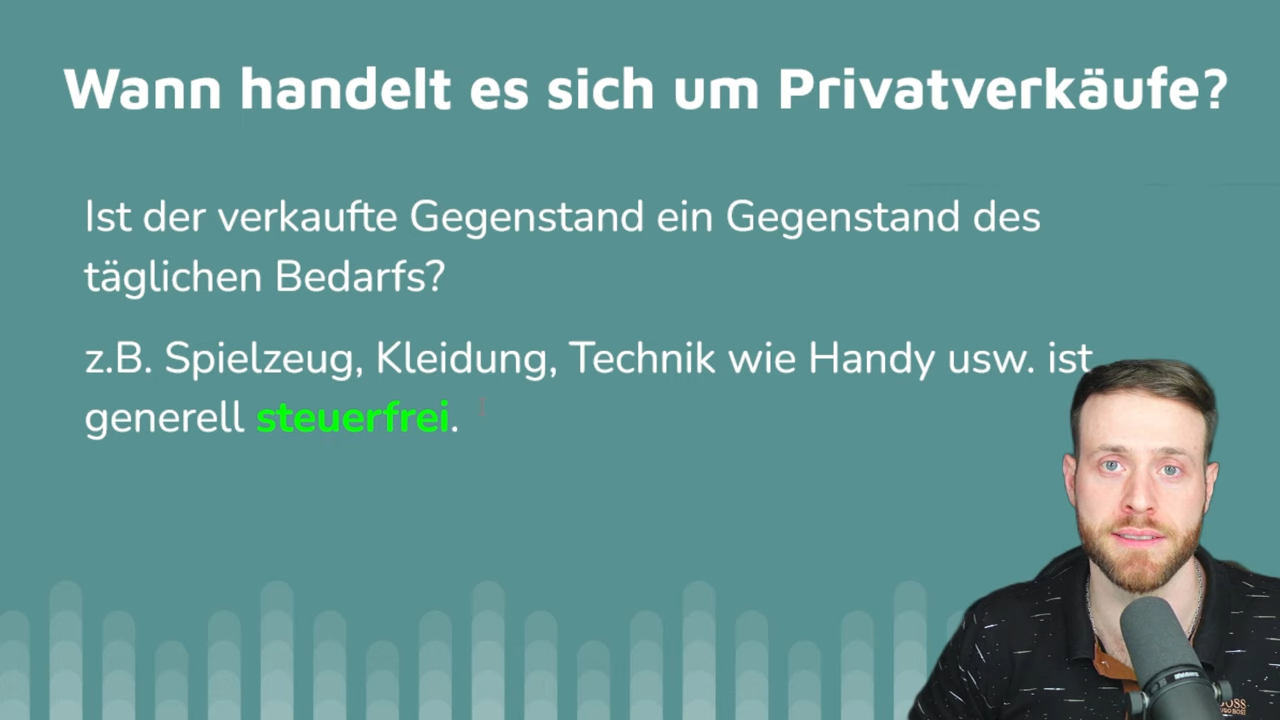 Wann handelt es sich um Privatverkäufe?
Ist der verkaufte Gegenstand ein Gegenstand des
täglichen Bedarfs?
z.B. Spielzeug, Kleidung, Technik wie Handy usw. ist
generell steuerfrei.